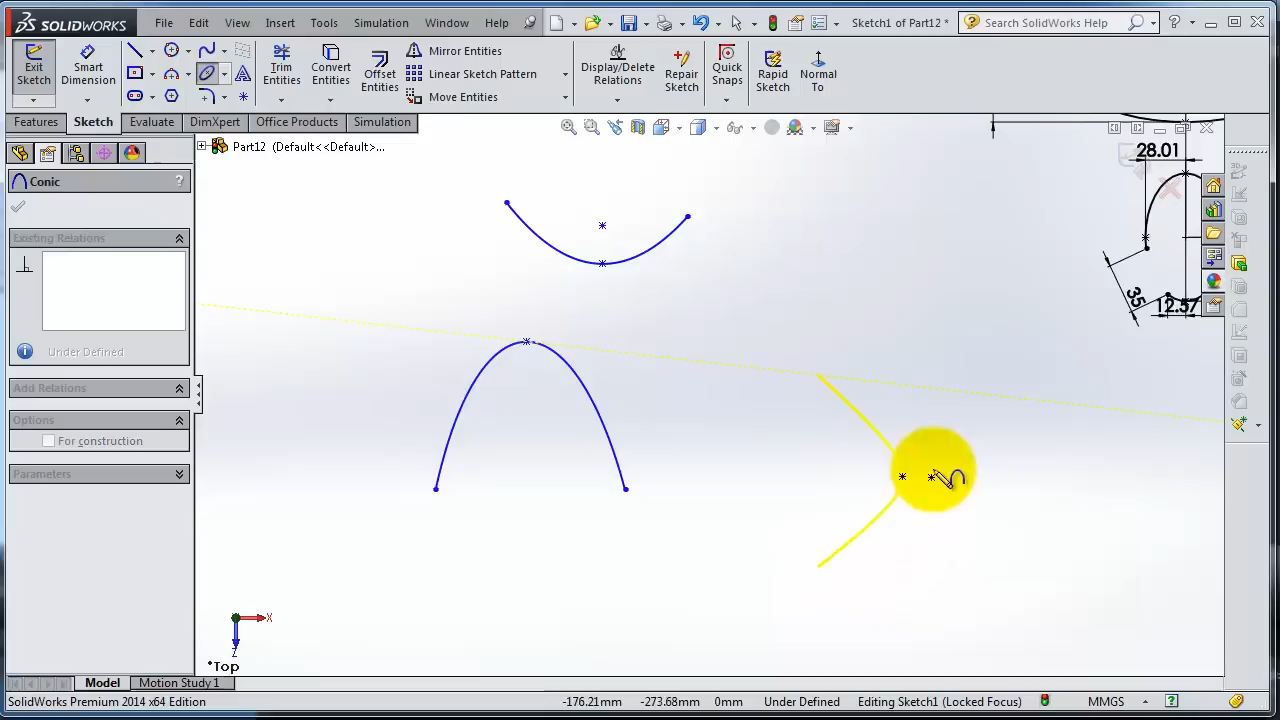 SOLIDWORKS File Edit View Insert Tools Simulation Window Help Sketch1 of Part12 * Search SolidWorks Help
Exit Sketch
Smart Dimension
Trim Entities
Convert Entities
Offset Entities
Mirror Entities
Linear Sketch Pattern
Move Entities
Display/Delete Relations
Repair Sketch
Quick Snaps
Rapid Sketch
Normal To
Features Sketch Evaluate DimXpert Office Products Simulation
Part12 (Default<<Default>...
28.01
Conic ?
Existing Relations
35
12.57
Under Defined
Add Relations
Options
For construction
Parameters
X
Z
*Top
Model Motion Study 1
SolidWorks Premium 2014 x64 Edition -176.21mm -273.68mm 0mm Under Defined Editing Sketch1 (Locked Focus) MMGS ?